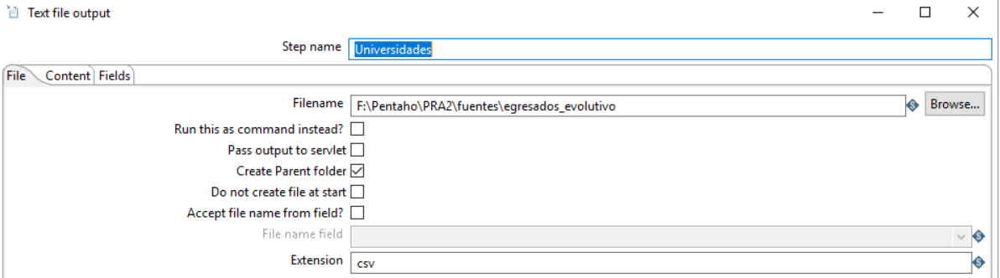 Text file output
Step name Universidades
File Content Fields
Filename F:\Pentaho\PRA2\fuentes\egresados_evolutivo Browse...
Run this as command instead?
Pass output to servlet
Create Parent folder
Do not create file at start
Accept file name from field?
File name field
Extension csv